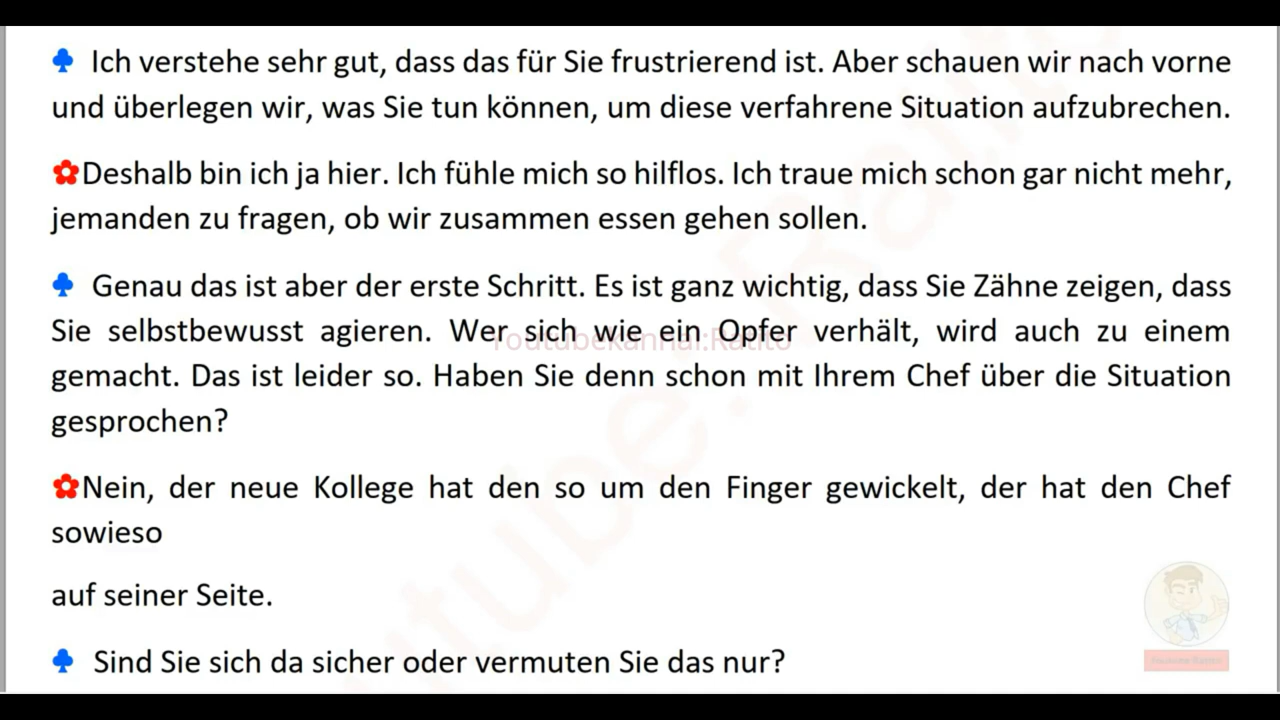 ♣ Ich verstehe sehr gut, dass das für Sie frustrierend ist. Aber schauen wir nach vorne
und überlegen wir, was Sie tun können, um diese verfahrene Situation aufzubrechen.
✿Deshalb bin ich ja hier. Ich fühle mich so hilflos. Ich traue mich schon gar nicht mehr,
jemanden zu fragen, ob wir zusammen essen gehen sollen.
♣ Genau das ist aber der erste Schritt. Es ist ganz wichtig, dass Sie Zähne zeigen, dass
Sie selbstbewusst agieren. Wer sich wie ein Opfer verhält, wird auch zu einem
Youtubekannal:Ratito
gemacht. Das ist leider so. Haben Sie denn schon mit Ihrem Chef über die Situation
gesprochen?
✿Nein, der neue Kollege hat den so um den Finger gewickelt, der hat den Chef
sowieso
auf seiner Seite.
♣ Sind Sie sich da sicher oder vermuten Sie das nur?